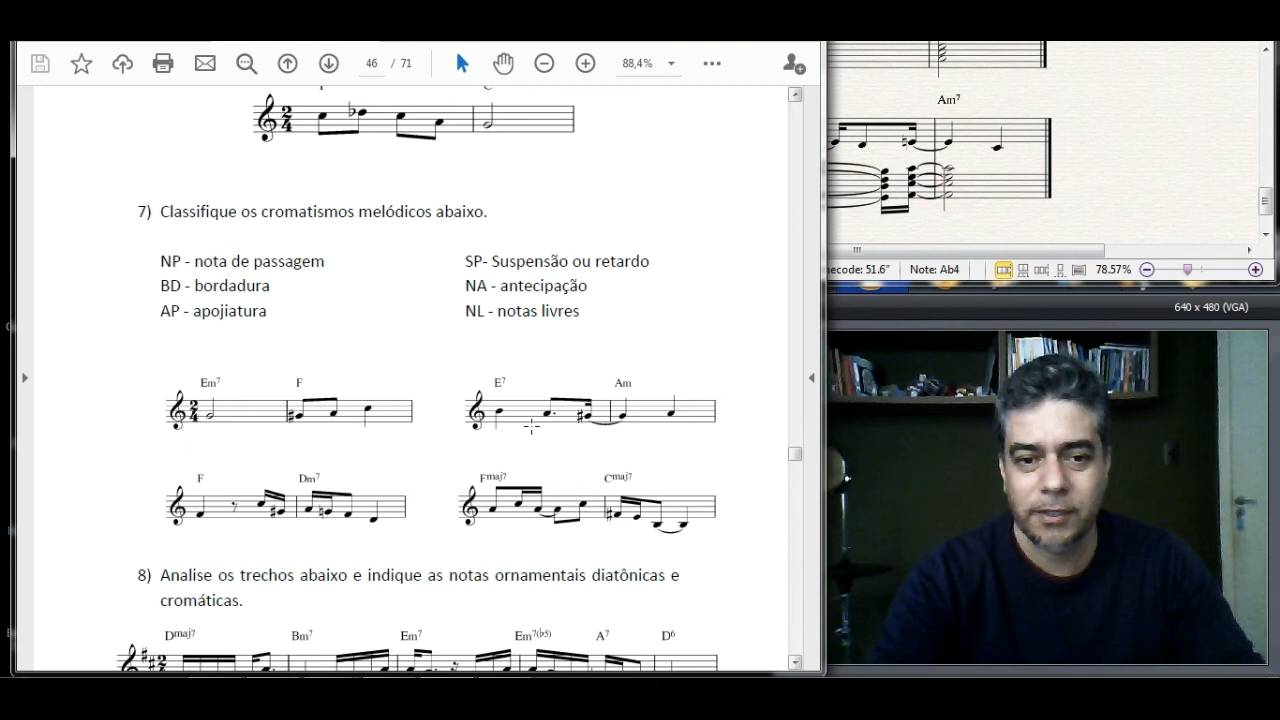 46 / 71
88,4%
7) Classifique os cromatismos melódicos abaixo.
NP - nota de passagem
SP- Suspensão ou retardo
BD - bordadura
NA - antecipação
AP - apojiatura
NL - notas livres
Em7 F
E7 Am
F Dm7
Fmaj7 Cmaj7
8) Analise os trechos abaixo e indique as notas ornamentais diatônicas e
cromáticas.
Dmaj7 Bm7 Em7 Em7(b5) A7 D6
Am7
ecode: 51.6" Note: Ab4 78.57%
640 x 480 (VGA)